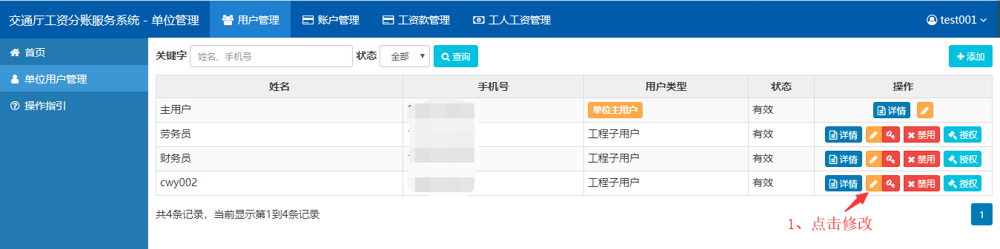 交通厅工资分账服务系统 - 单位管理 用户管理 账户管理 工资款管理 工人工资管理 test001
首页
单位用户管理
操作指引
关键字 姓名、手机号 状态 全部 查询 添加
姓名 手机号 用户类型 状态 操作
主用户 单位主用户 有效 详情
劳务员 工程子用户 有效 详情 禁用 授权
财务员 工程子用户 有效 详情 禁用 授权
cwy002 工程子用户 有效 详情 禁用 授权
共4条记录，当前显示第1到4条记录 1
1、点击修改